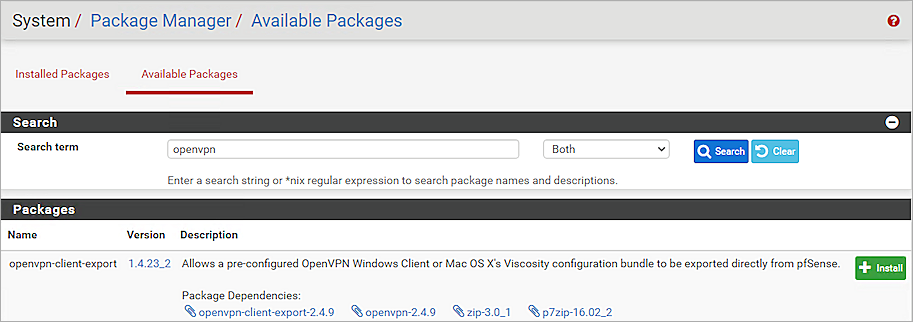 System / Package Manager / Available Packages
Installed Packages Available Packages
Search
Search term openvpn Both Search Clear
Enter a search string or *nix regular expression to search package names and descriptions.
Packages
Name Version Description
openvpn-client-export 1.4.23_2 Allows a pre-configured OpenVPN Windows Client or Mac OS X's Viscosity configuration bundle to be exported directly from pfSense. Install
Package Dependencies:
openvpn-client-export-2.4.9 openvpn-2.4.9 zip-3.0_1 p7zip-16.02_2